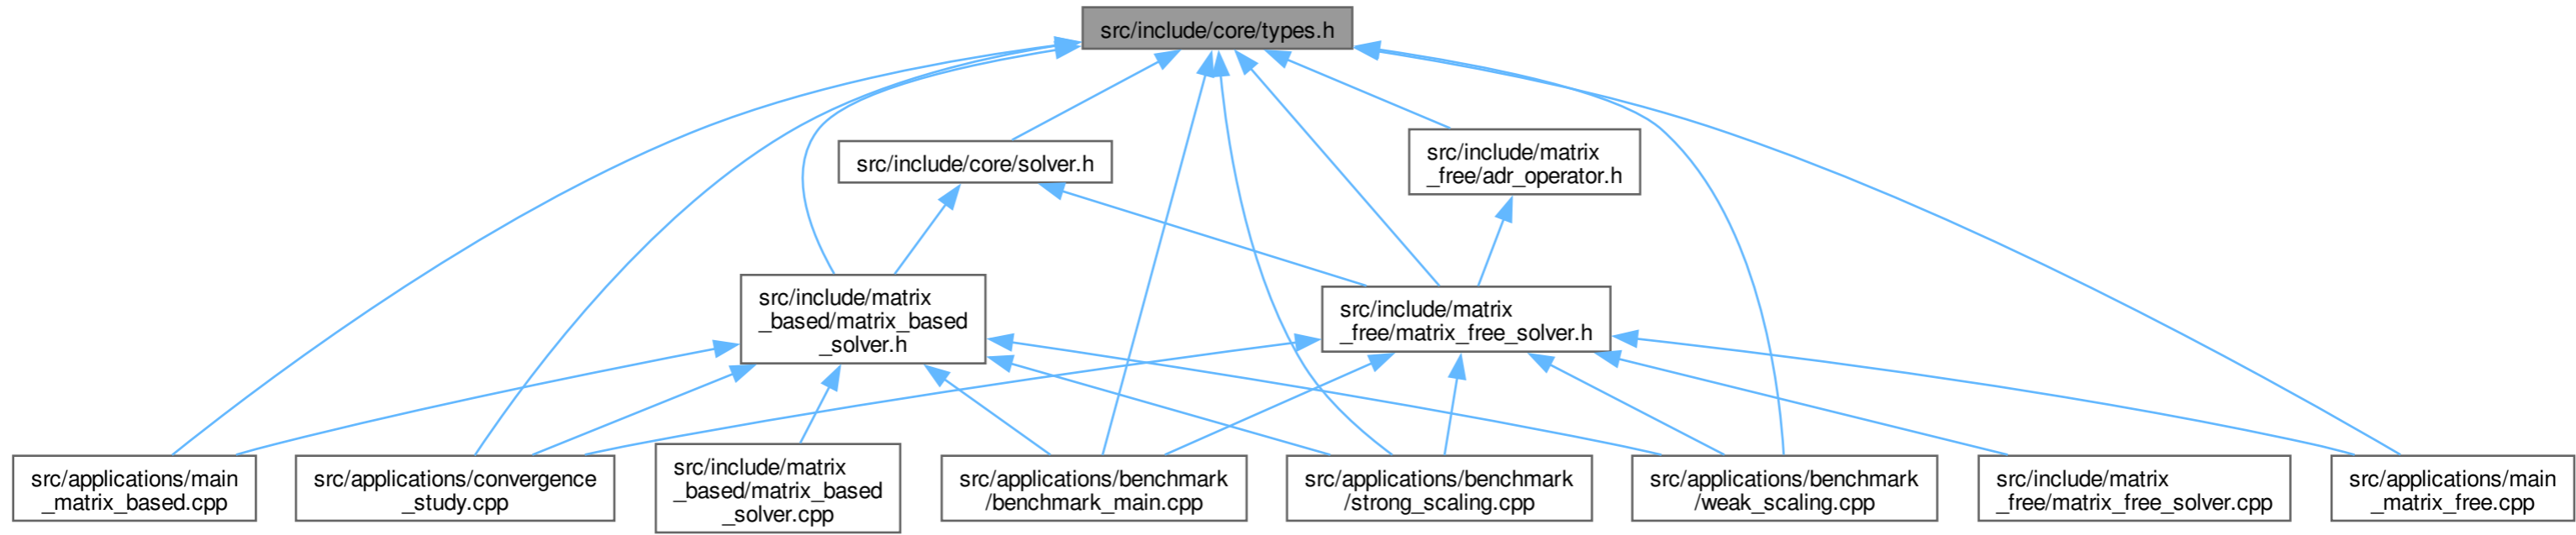 src/include/core/types.h
src/include/core/solver.h
src/include/matrix
_free/adr_operator.h
src/include/matrix
_based/matrix_based
_solver.h
src/include/matrix
_free/matrix_free_solver.h
src/applications/main
_matrix_based.cpp
src/applications/convergence
_study.cpp
src/include/matrix
_based/matrix_based
_solver.cpp
src/applications/benchmark
/benchmark_main.cpp
src/applications/benchmark
/strong_scaling.cpp
src/applications/benchmark
/weak_scaling.cpp
src/include/matrix
_free/matrix_free_solver.cpp
src/applications/main
_matrix_free.cpp